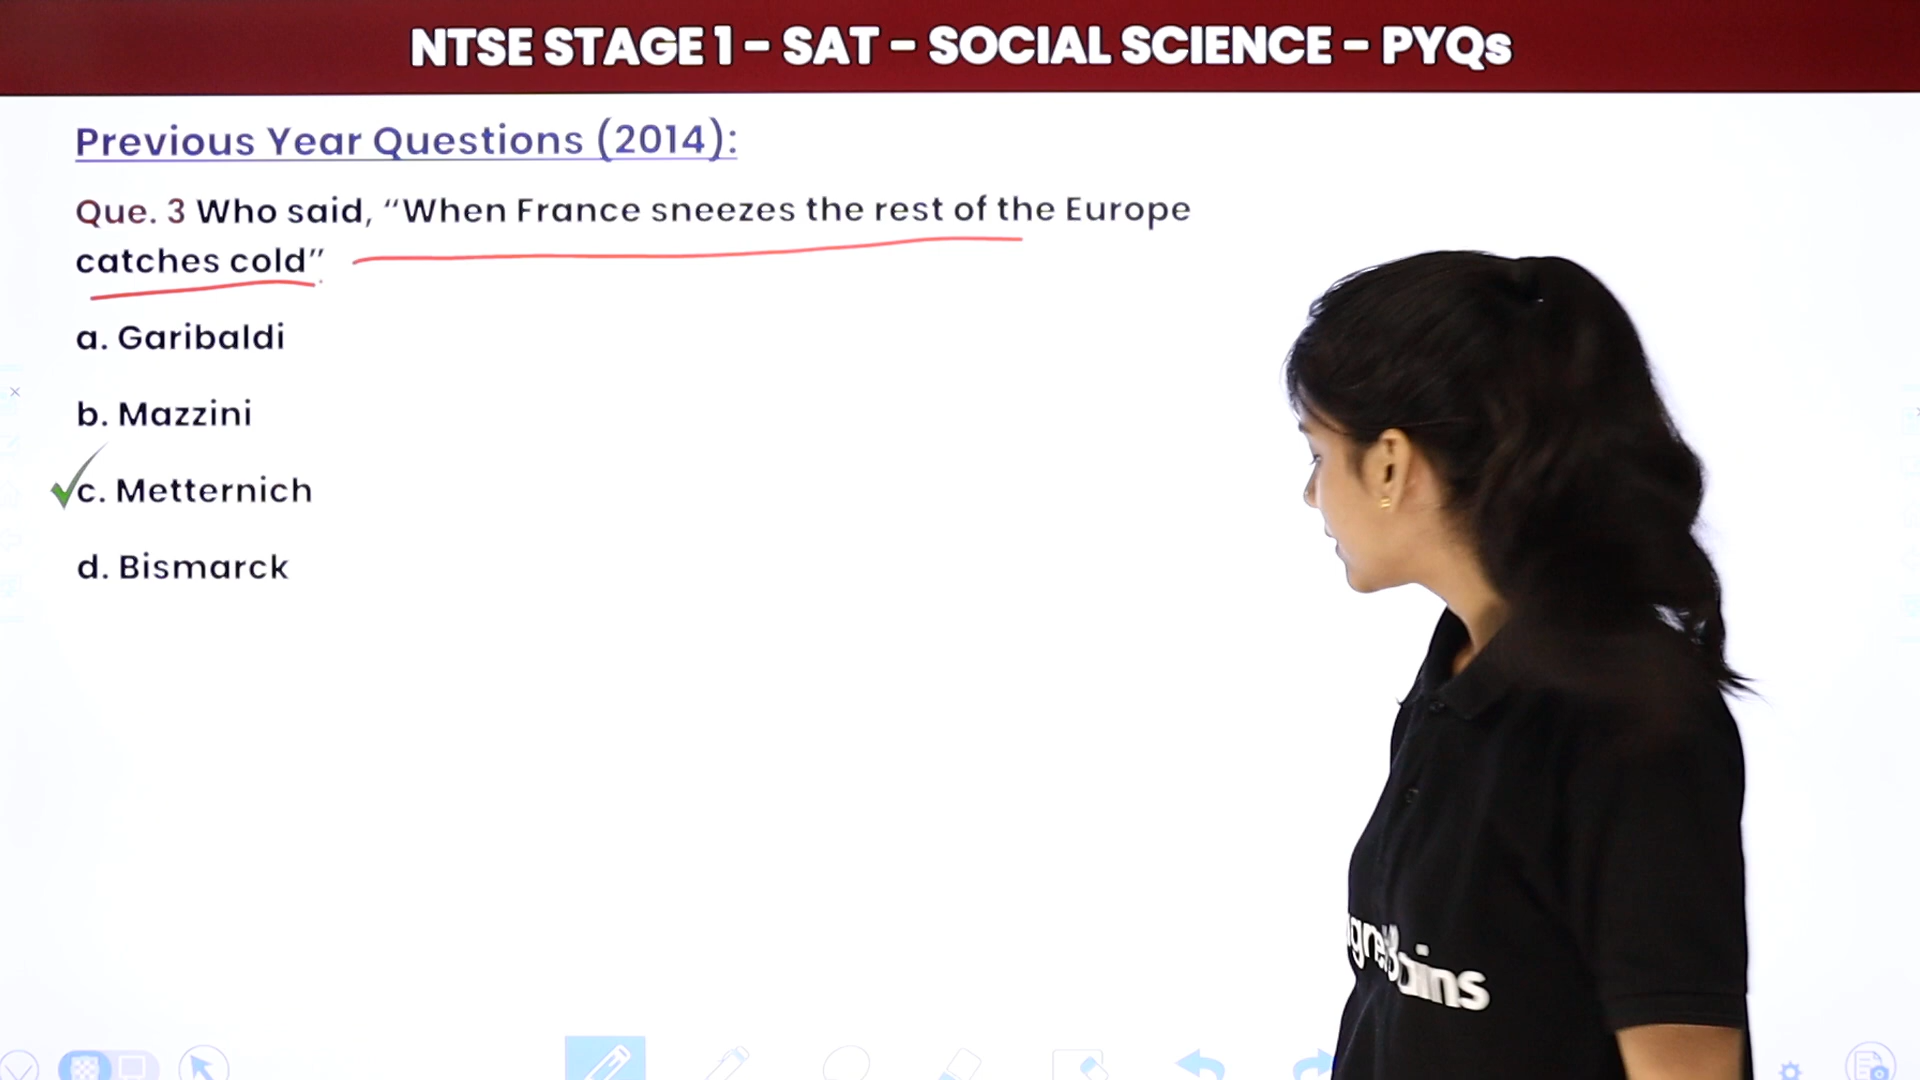 NTSE STAGE 1 - SAT - SOCIAL SCIENCE - PYQs
Previous Year Questions (2014):
Que. 3 Who said, “When France sneezes the rest of the Europe
catches cold”
a. Garibaldi
b. Mazzini
c. Metternich
d. Bismarck